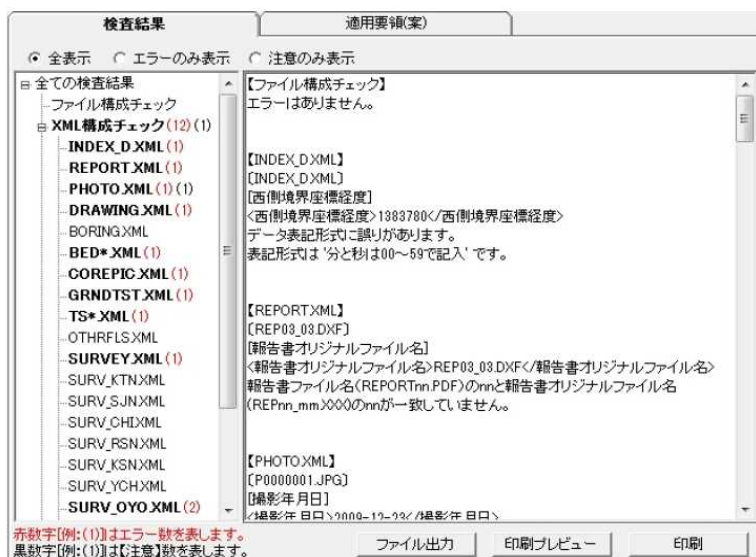 検査結果
適用要領(案)
全表示 エラーのみ表示 注意のみ表示
全ての検査結果
ファイル構成チェック
XML構成チェック(12)(1)
INDEX_D.XML(1)
REPORT.XML(1)
PHOTO.XML(1)(1)
DRAWING.XML(1)
BORING.XML
BED*.XML(1)
COREPIC.XML(1)
GRNDTST.XML(1)
TS*.XML(1)
OTHRFLS.XML
SURVEY.XML(1)
SURV_KTN.XML
SURV_SJN.XML
SURV_CHI.XML
SURV_RSN.XML
SURV_KSN.XML
SURV_YCH.XML
SURV_OYO.XML(2)
【ファイル構成チェック】
エラーはありません。
【INDEX_D.XML】
〔INDEX_D.XML〕
[西側境界座標経度]
<西側境界座標経度>1383780</西側境界座標経度>
データ表記形式に誤りがあります。
表記形式は '分と秒は00～59で記入' です。
【REPORT.XML】
〔REP03_03.DXF〕
[報告書オリジナルファイル名]
<報告書オリジナルファイル名>REP03_03.DXF</報告書オリジナルファイル名>
報告書ファイル名(REPORTnn.PDF)のnnと報告書オリジナルファイル名
(REPnn_mm.XXX)のnnが一致していません。
【PHOTO.XML】
〔P0000001.JPG〕
[撮影年月日]
<撮影年月日>2009-12-23</撮影年月日>
赤数字[例:(1)]はエラー数を表します。
黒数字[例:(1)]は【注意】数を表します。
ファイル出力 印刷プレビュー 印刷